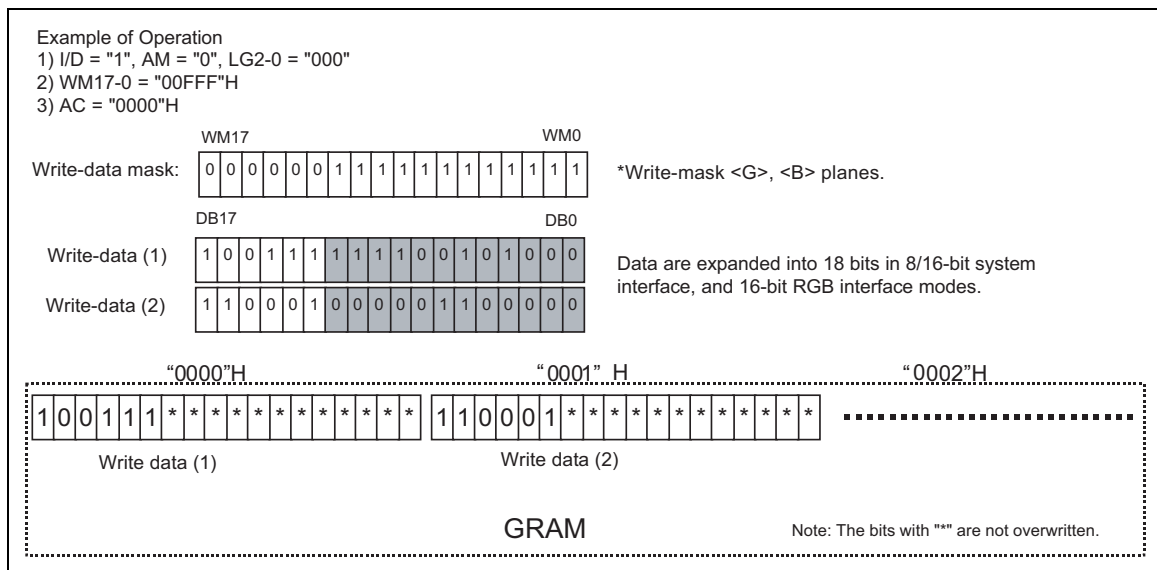 Example of Operation
1) I/D = "1", AM = "0", LG2-0 = "000"
2) WM17-0 = "00FFF"H
3) AC = "0000"H
WM17 WM0
Write-data mask: 0 0 0 0 0 0 1 1 1 1 1 1 1 1 1 1 1 1 *Write-mask <G>, <B> planes.
DB17 DB0
Write-data (1) 1 0 0 1 1 1 1 1 1 1 0 0 1 0 1 0 0 0
Write-data (2) 1 1 0 0 0 1 0 0 0 0 0 1 1 0 0 0 0 0
Data are expanded into 18 bits in 8/16-bit system
interface, and 16-bit RGB interface modes.
“0000”H “0001” H “0002”H
1 0 0 1 1 1 * * * * * * * * * * * * 1 1 0 0 0 1 * * * * * * * * * * * *
Write data (1) Write data (2)
GRAM Note: The bits with "*" are not overwritten.